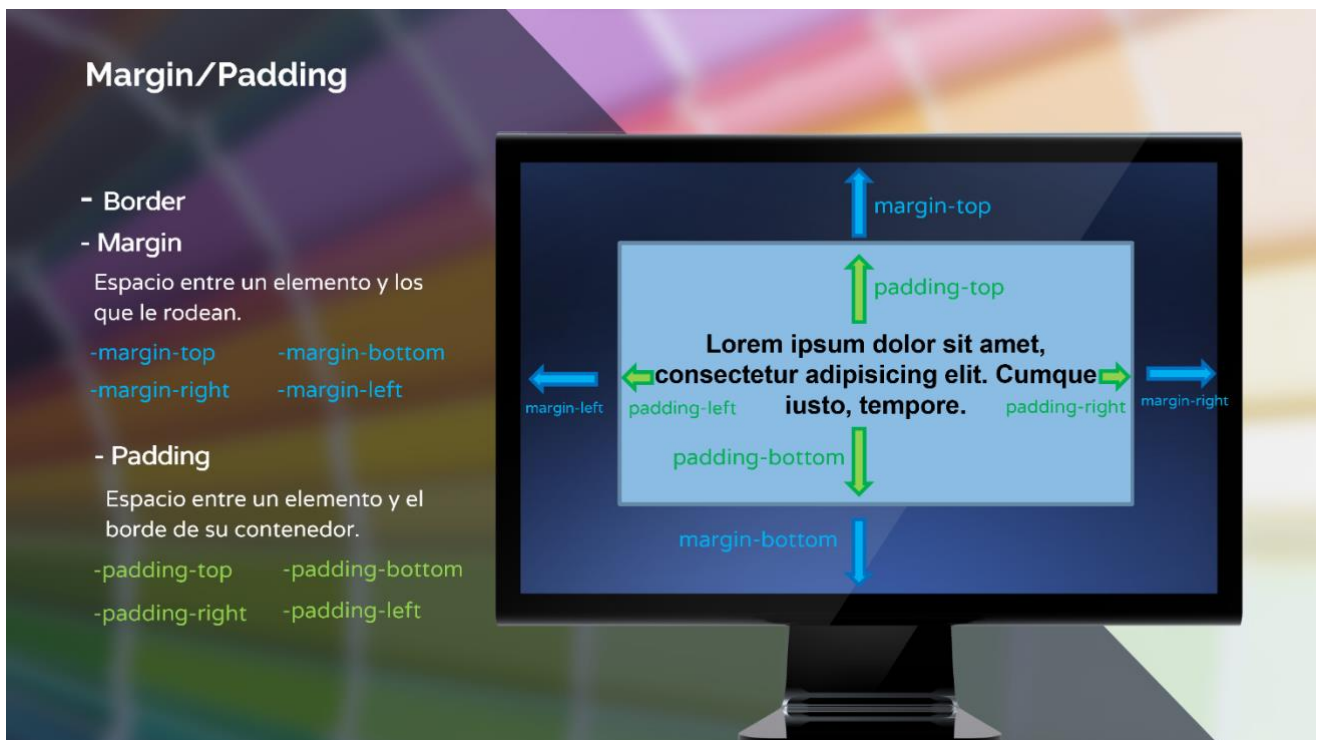 Margin/Padding
- Border
- Margin
Espacio entre un elemento y los
que le rodean.
-margin-top -margin-bottom
-margin-right -margin-left
- Padding
Espacio entre un elemento y el
borde de su contenedor.
-padding-top -padding-bottom
-padding-right -padding-left
margin-top
padding-top
Lorem ipsum dolor sit amet,
consectetur adipisicing elit. Cumque
iusto, tempore.
margin-left padding-left padding-right margin-right
padding-bottom
margin-bottom